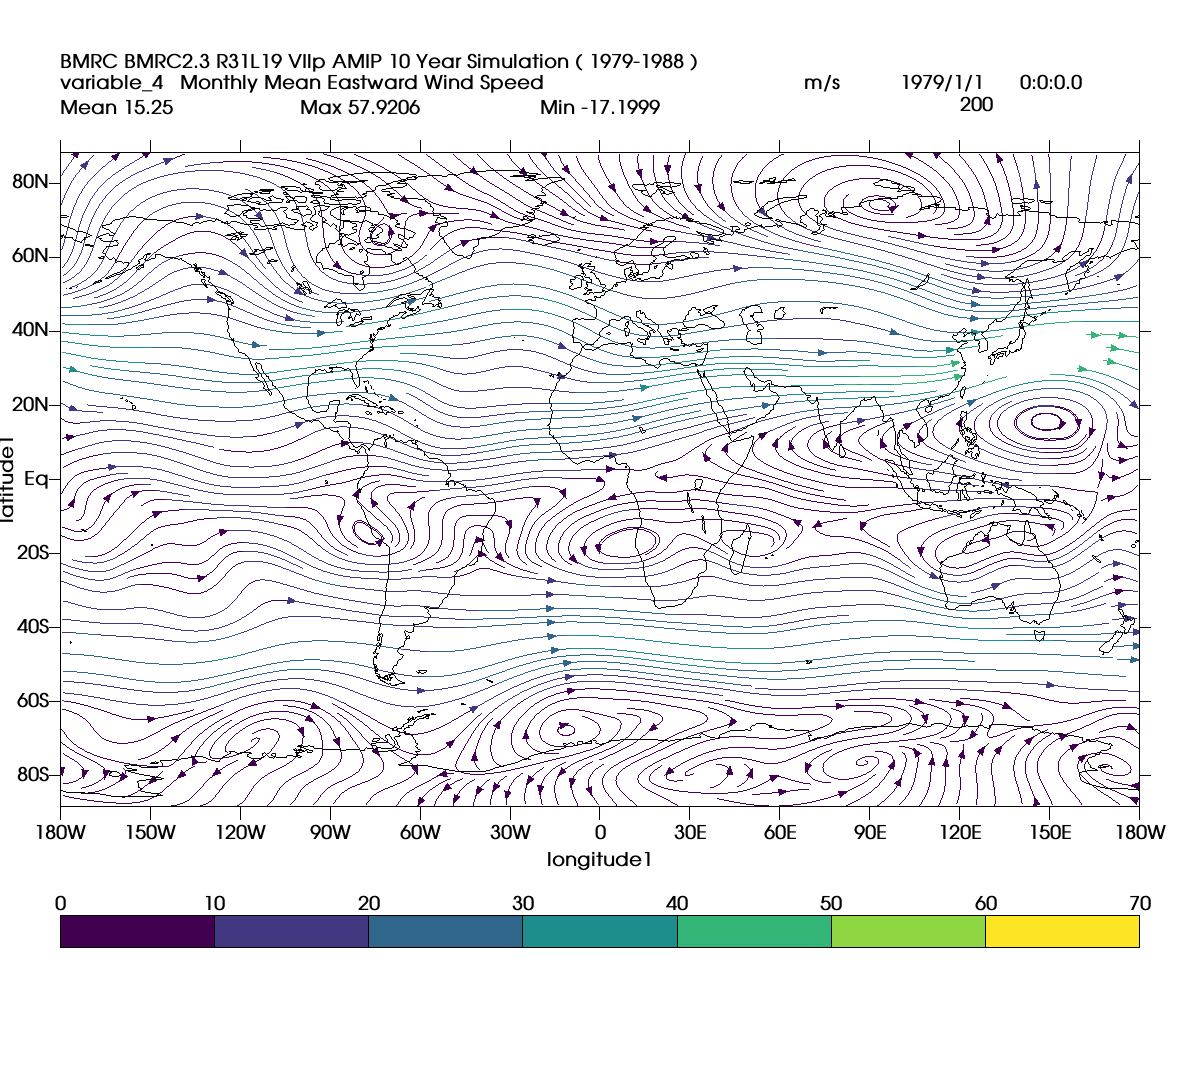 BMRC BMRC2.3 R31L19 VIIp AMIP 10 Year Simulation ( 1979-1988 )
variable_4 Monthly Mean Eastward Wind Speed m/s 1979/1/1 0:0:0.0
Mean 15.25 Max 57.9206 Min -17.1999 200
80N
60N
40N
20N
Eq
20S
40S
60S
80S
latitude1
180W 150W 120W 90W 60W 30W 0 30E 60E 90E 120E 150E 180W
longitude1
0 10 20 30 40 50 60 70